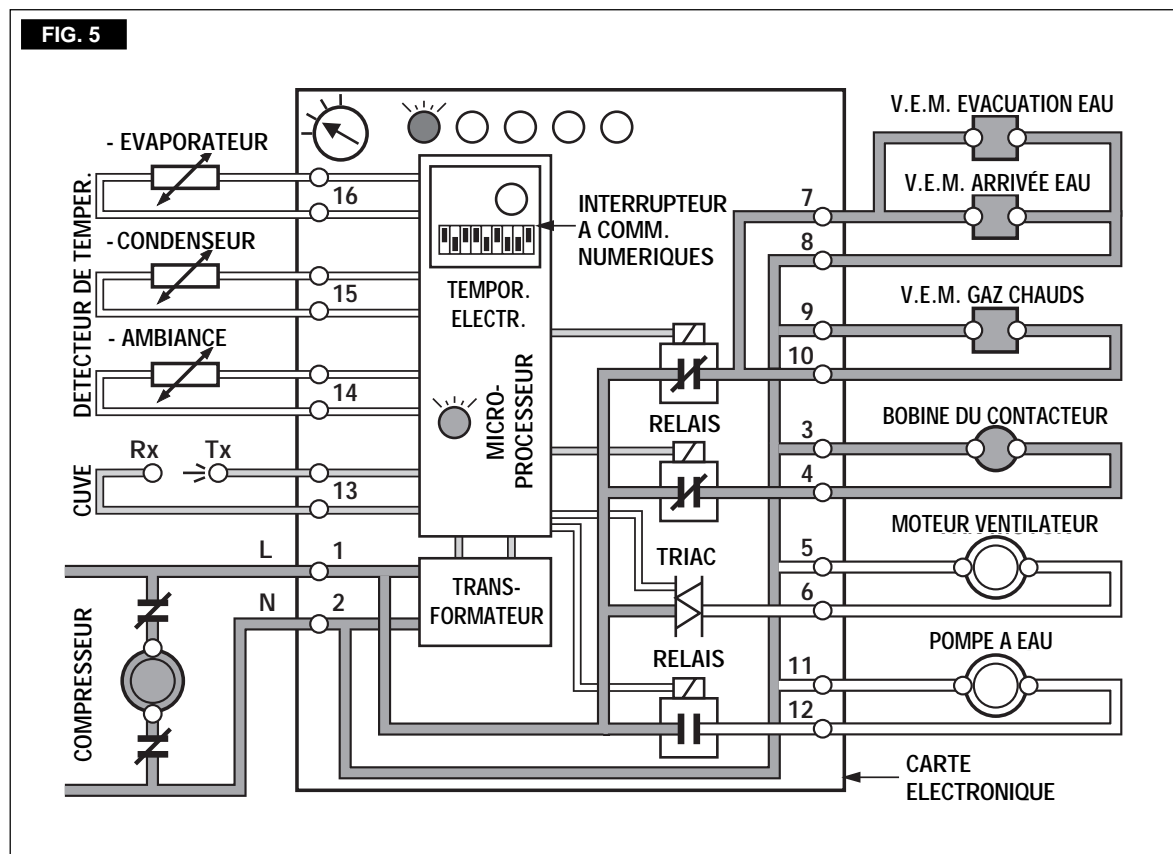 FIG. 5
DETECTEUR DE TEMPER.
- EVAPORATEUR
16
- CONDENSEUR
15
- AMBIANCE
14
CUVE
Rx
Tx
13
L
1
N
2
COMPRESSEUR
INTERRUPTEUR
A COMM.
NUMERIQUES
TEMPOR.
ELECTR.
MICRO-
PROCESSEUR
TRANS-
FORMATEUR
RELAIS
TRIAC
RELAIS
V.E.M. EVACUATION EAU
V.E.M. ARRIVÉE EAU
7
8
V.E.M. GAZ CHAUDS
9
10
BOBINE DU CONTACTEUR
3
4
MOTEUR VENTILATEUR
5
6
POMPE A EAU
11
12
CARTE
ELECTRONIQUE